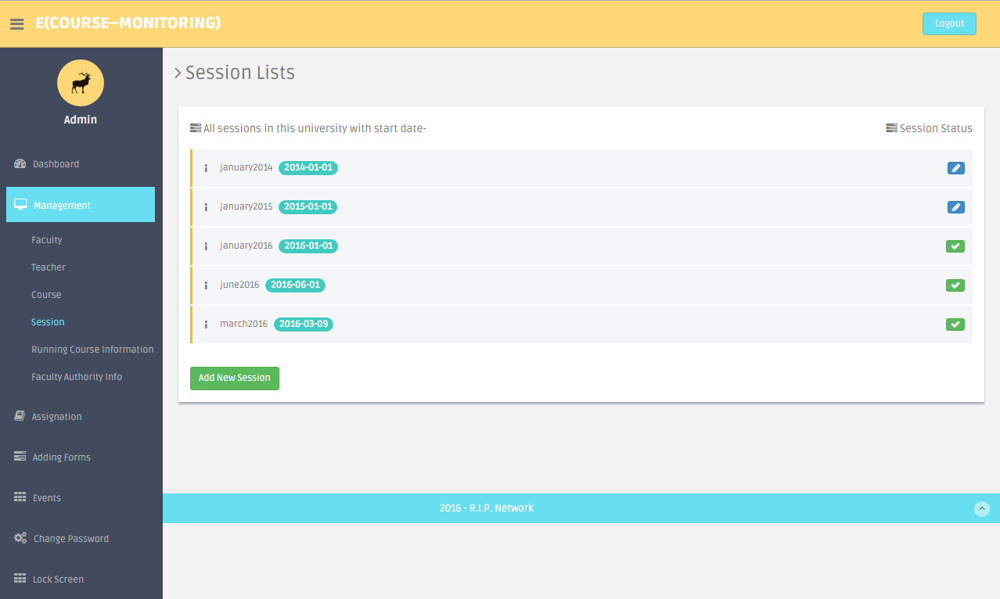 E(COURSE--MONITORING)
Logout
Admin
Dashboard
Management
Faculty
Teacher
Course
Session
Running Course Information
Faculty Authority Info
Assignation
Adding Forms
Events
Change Password
Lock Screen
Session Lists
All sessions in this university with start date-
Session Status
january2014 2014-01-01
january2015 2015-01-01
january2016 2016-01-01
june2016 2016-06-01
march2016 2016-03-09
Add New Session
2016 - R.I.P. Network